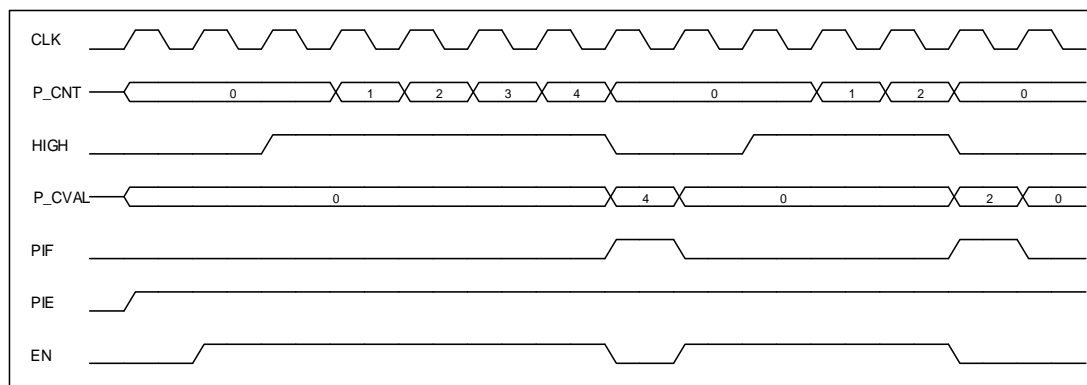 CLK
P_CNT 0 1 2 3 4 0 1 2 0
HIGH
P_CVAL 0 4 0 2 0
PIF
PIE
EN